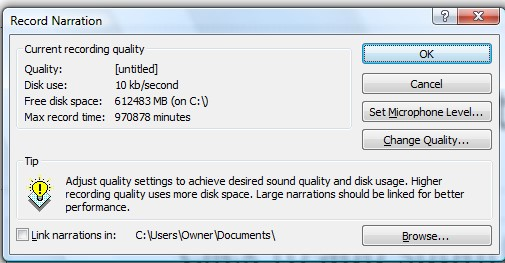 Record Narration
Current recording quality
Quality: [untitled]
Disk use: 10 kb/second
Free disk space: 612483 MB (on C:\)
Max record time: 970878 minutes
OK
Cancel
Set Microphone Level...
Change Quality...
Tip
Adjust quality settings to achieve desired sound quality and disk usage. Higher
recording quality uses more disk space. Large narrations should be linked for better
performance.
Link narrations in: C:\Users\Owner\Documents\
Browse...